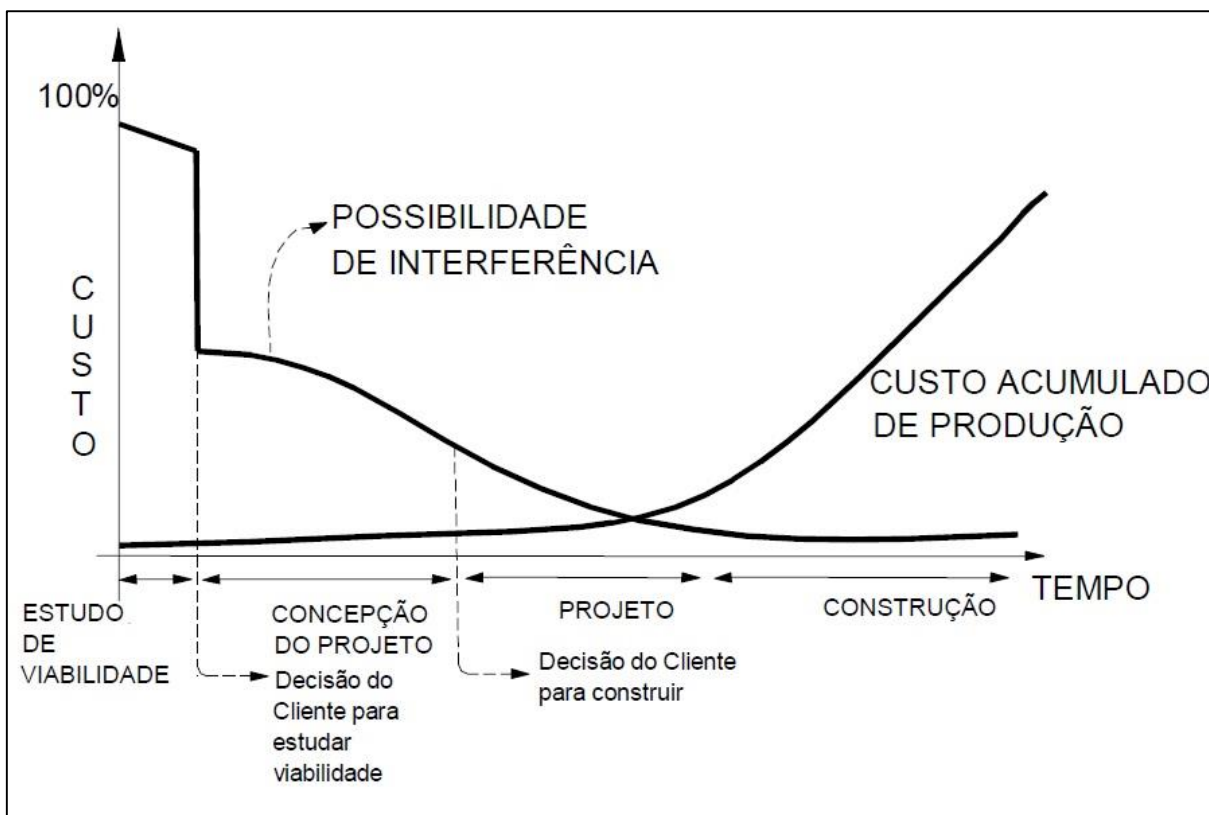 100%
CUSTO
POSSIBILIDADE
DE INTERFERÊNCIA
CUSTO ACUMULADO
DE PRODUÇÃO
TEMPO
ESTUDO
DE
VIABILIDADE
CONCEPÇÃO
DO PROJETO
PROJETO
CONSTRUÇÃO
Decisão do
Cliente para
estudar
viabilidade
Decisão do Cliente
para construir